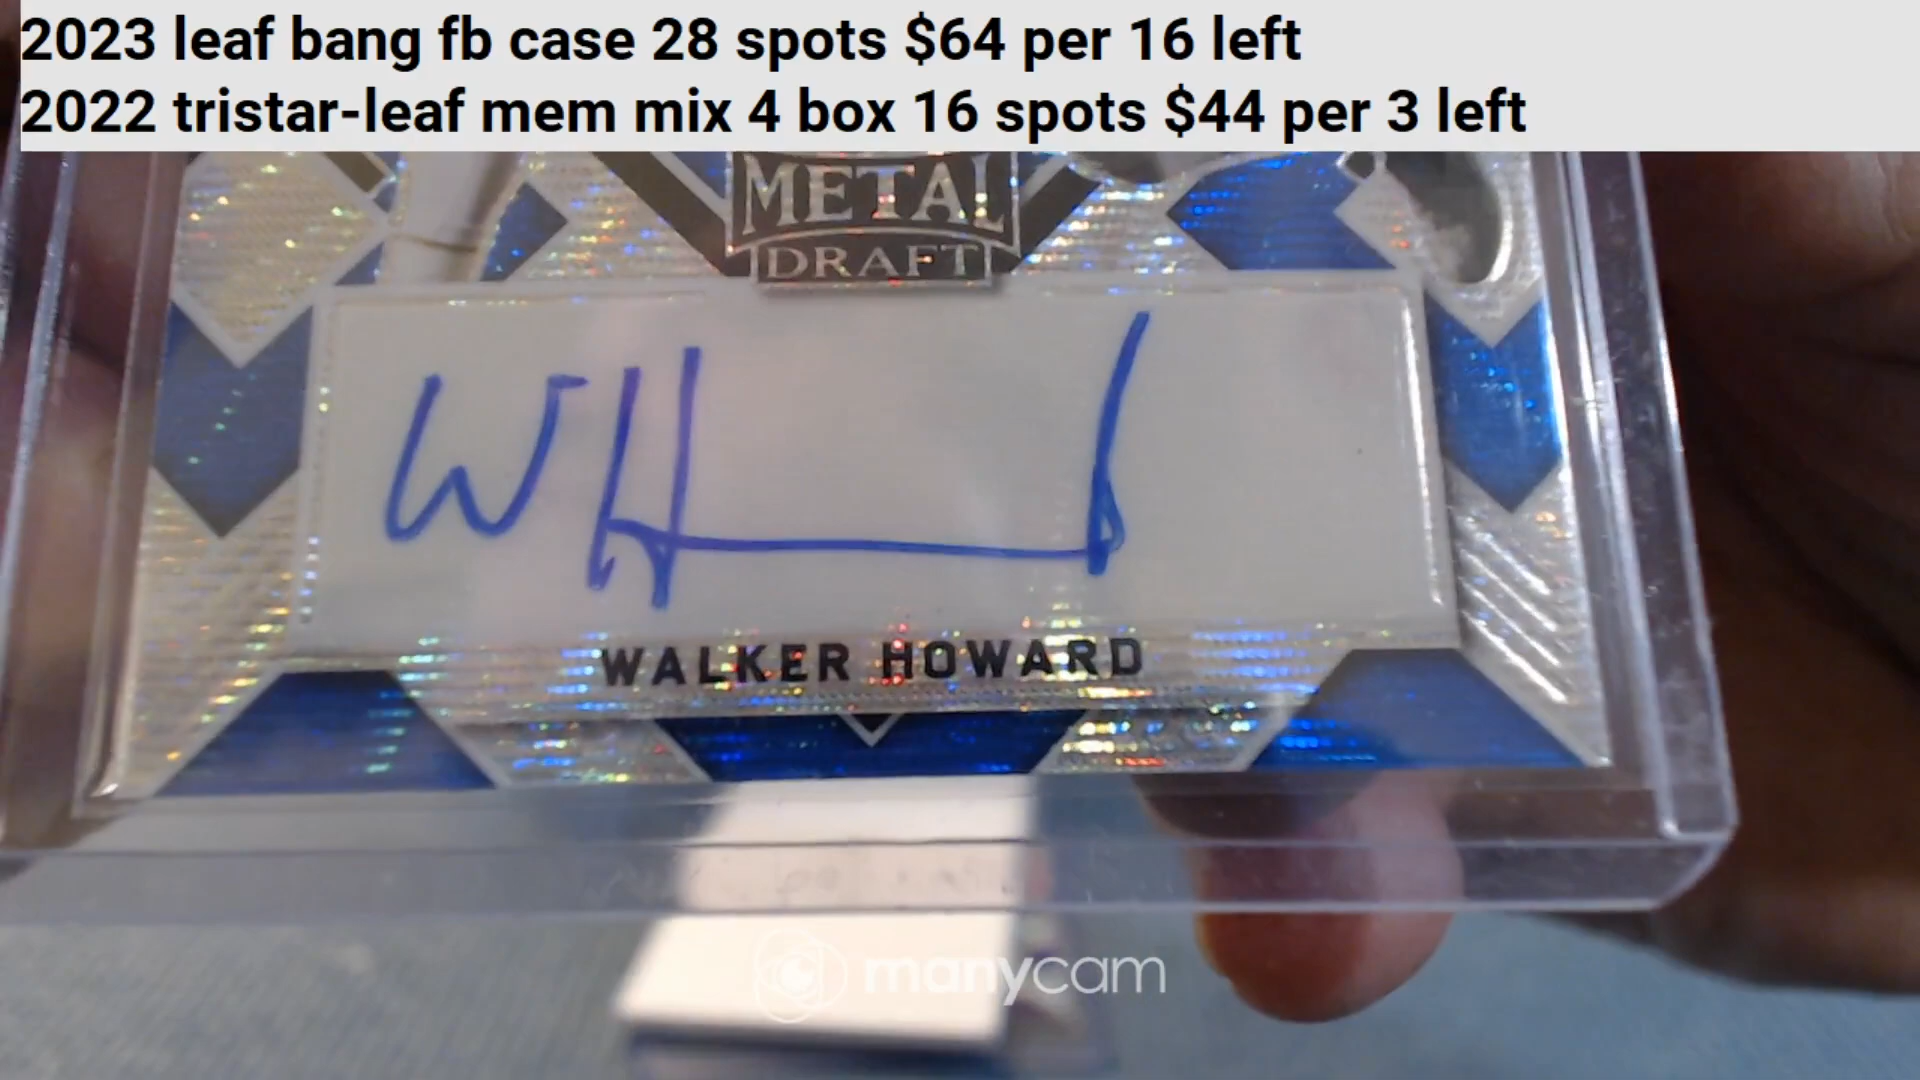 2023 leaf bang fb case 28 spots $64 per 16 left
2022 tristar-leaf mem mix 4 box 16 spots $44 per 3 left
METAL
DRAFT
WH
WALKER HOWARD
manycam